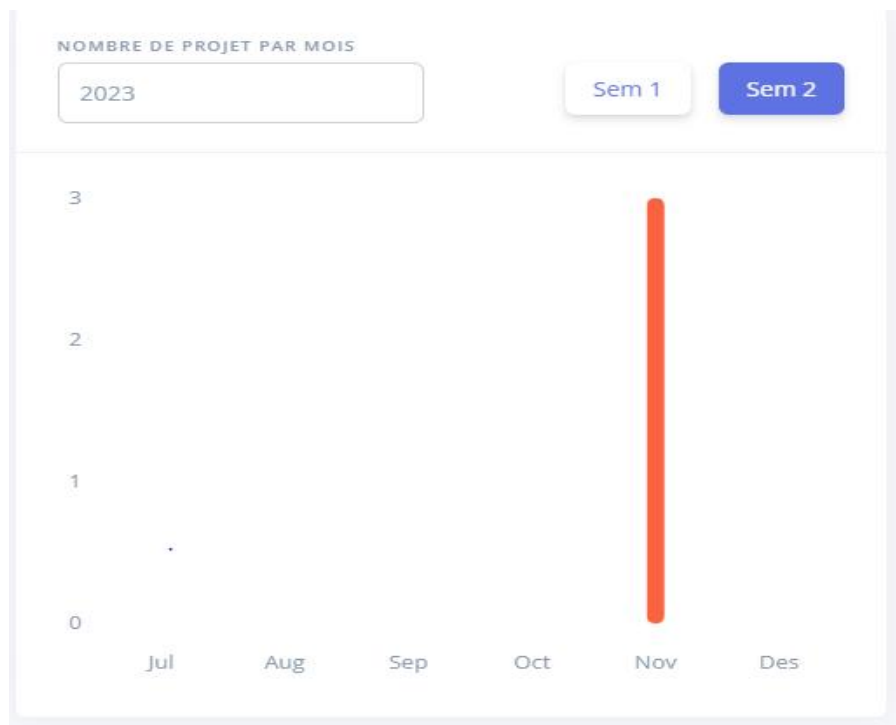 NOMBRE DE PROJET PAR MOIS
2023
Sem 1 Sem 2
3
2
1
0
Jul Aug Sep Oct Nov Des